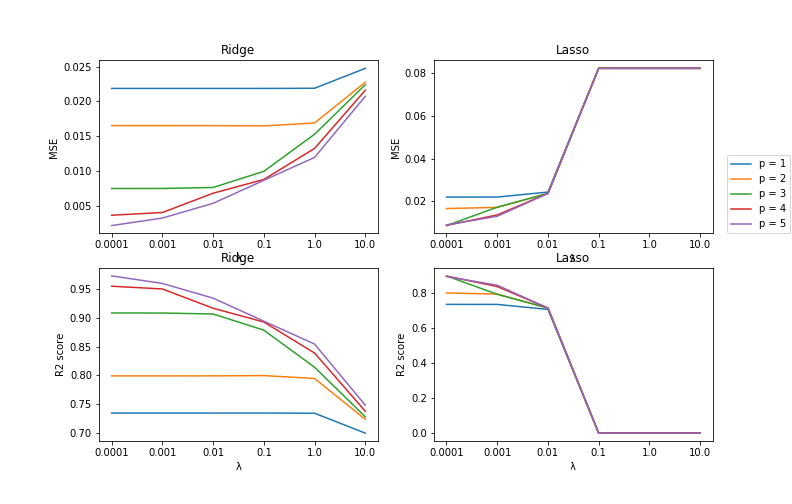 Ridge
0.025
0.020
0.015
0.010
0.005
MSE
0.0001 0.001 0.01 0.1 1.0 10.0
λ
Lasso
0.08
0.06
0.04
0.02
MSE
0.0001 0.001 0.01 0.1 1.0 10.0
λ
p = 1
p = 2
p = 3
p = 4
p = 5
Ridge
0.95
0.90
0.85
0.80
0.75
0.70
R2 score
0.0001 0.001 0.01 0.1 1.0 10.0
λ
Lasso
0.8
0.6
0.4
0.2
0.0
R2 score
0.0001 0.001 0.01 0.1 1.0 10.0
λ